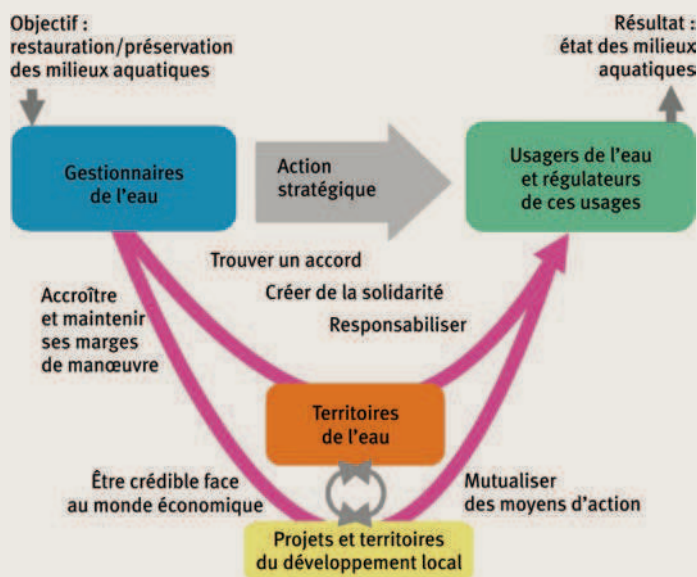 Objectif :
restauration/préservation
des milieux aquatiques
Résultat :
état des milieux
aquatiques
Gestionnaires
de l'eau
Action
stratégique
Usagers de l'eau
et régulateurs
de ces usages
Trouver un accord
Créer de la solidarité
Responsabiliser
Accroître
et maintenir
ses marges
de manœuvre
Territoires
de l'eau
Être crédible face
au monde économique
Mutualiser
des moyens d'action
Projets et territoires
du développement local